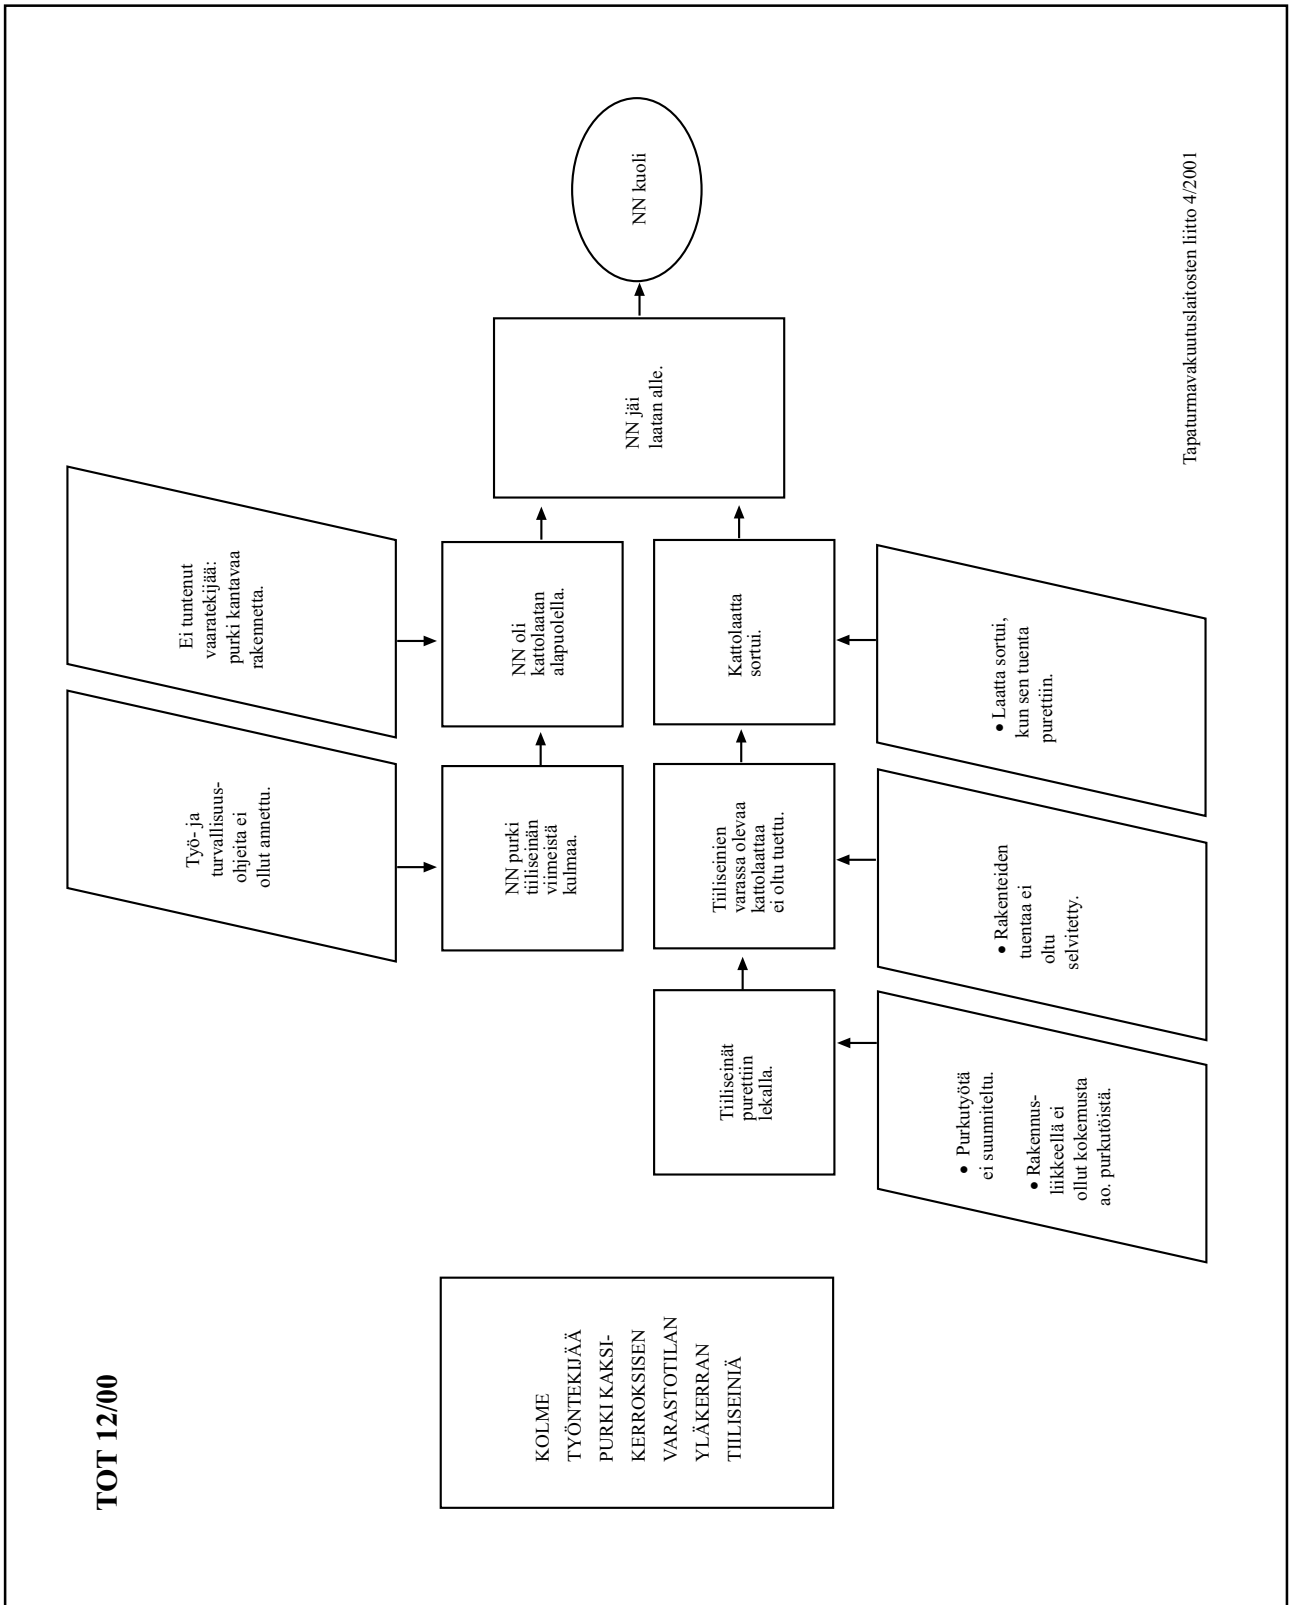 TOT 12/00
KOLME
TYÖNTEKIJÄÄ
PURKI KAKSI-
KERROKSISEN
VARASTOTILAN
YLÄKERRAN
TIILISEINIÄ
Työ- ja
turvallisuus-
ohjeita ei
ollut annettu.
Ei tuntenut
vaaratekijää:
purki kantavaa
rakennetta.
NN purki
tiiliseinän
viimeistä
kulmaa.
NN oli
kattolaatan
alapuolella.
Tiiliseinät
purettiin
lekalla.
Tiiliseinien
varassa olevaa
kattolaattaa
ei oltu tuettu.
Kattolaatta
sortui.
NN jäi
laatan alle.
NN kuoli
• Purkutyötä
ei suunniteltu.
• Rakennus-
liikkeellä ei
ollut kokemusta
ao. purkutöistä.
• Rakenteiden
tuentaa ei
oltu
selvitetty.
• Laatta sortui,
kun sen tuenta
purettiin.
Tapaturmavakuutuslaitosten liitto 4/2001